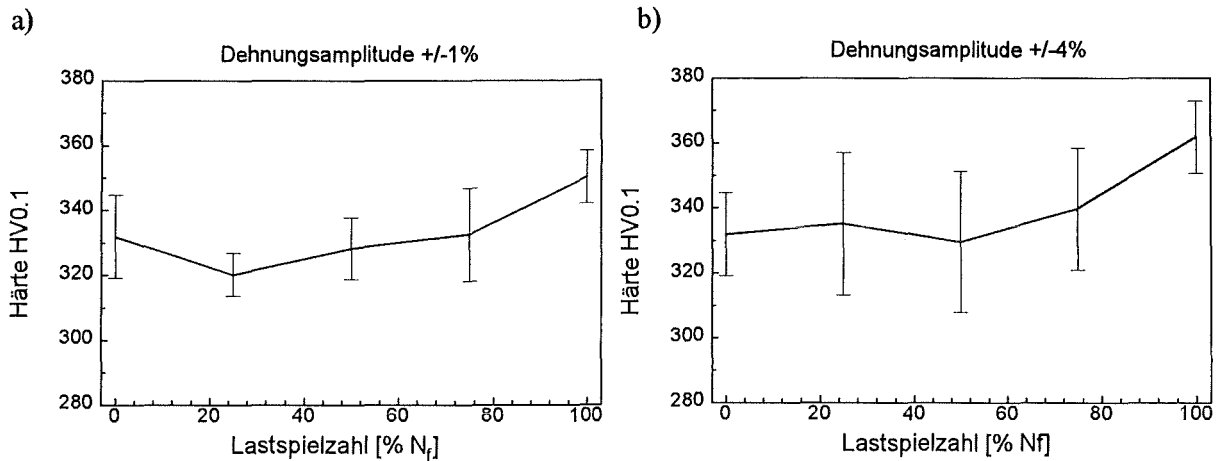 a)
Dehnungsamplitude +/-1%
Härte HV0.1
380
360
340
320
300
280
0 20 40 60 80 100
Lastspielzahl [% N_f]
b)
Dehnungsamplitude +/-4%
Härte HV0.1
380
360
340
320
300
280
0 20 40 60 80 100
Lastspielzahl [% Nf]